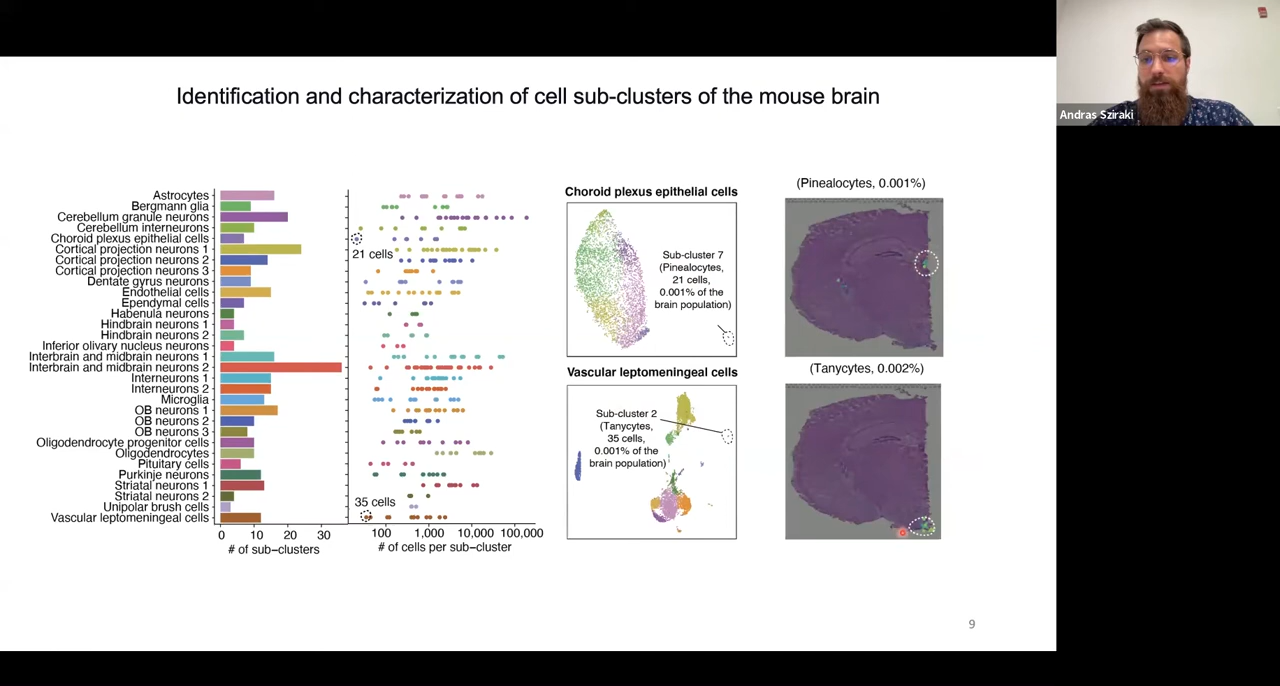 Identification and characterization of cell sub-clusters of the mouse brain
Andras Sziraki
Astrocytes
Bergmann glia
Cerebellum granule neurons
Cerebellum interneurons
Choroid plexus epithelial cells
Cortical projection neurons 1
Cortical projection neurons 2
Cortical projection neurons 3
Dentate gyrus neurons
Endothelial cells
Ependymal cells
Habenula neurons
Hindbrain neurons 1
Hindbrain neurons 2
Inferior olivary nucleus neurons
Interbrain and midbrain neurons 1
Interbrain and midbrain neurons 2
Interneurons 1
Interneurons 2
Microglia
OB neurons 1
OB neurons 2
OB neurons 3
Oligodendrocyte progenitor cells
Oligodendrocytes
Pituitary cells
Purkinje neurons
Striatal neurons 1
Striatal neurons 2
Unipolar brush cells
Vascular leptomeningeal cells
0 10 20 30
# of sub-clusters
21 cells
35 cells
100 1,000 10,000 100,000
# of cells per sub-cluster
Choroid plexus epithelial cells
Sub-cluster 7
(Pinealocytes,
21 cells,
0.001% of the
brain population)
Vascular leptomeningeal cells
Sub-cluster 2
(Tanycytes,
35 cells,
0.001% of the
brain population)
(Pinealocytes, 0.001%)
(Tanycytes, 0.002%)
9